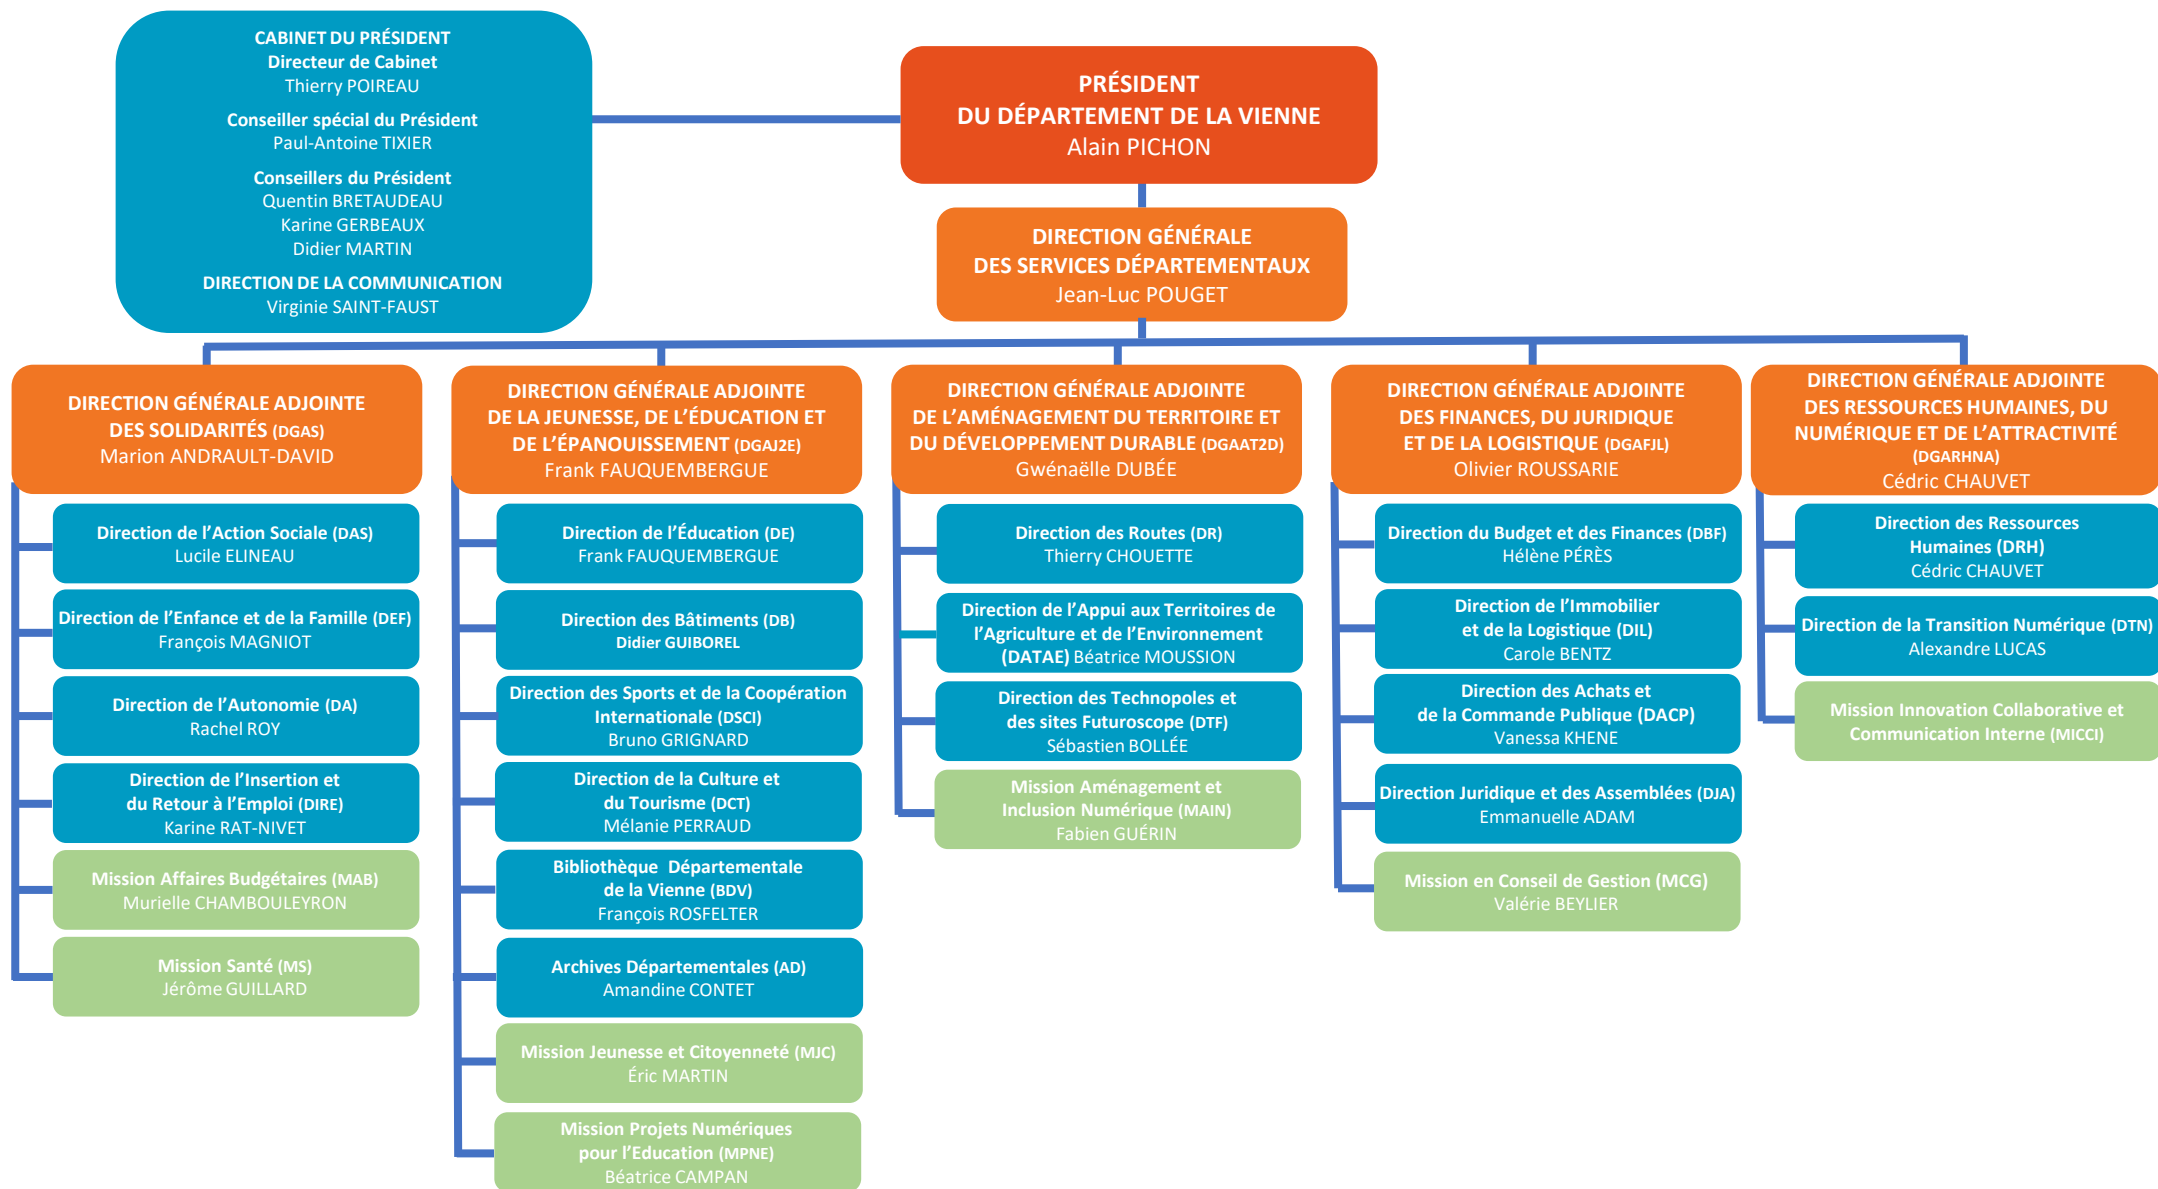 CABINET DU PRÉSIDENT
Directeur de Cabinet
Thierry POIREAU
Conseiller spécial du Président
Paul-Antoine TIXIER
Conseillers du Président
Quentin BRETAUDEAU
Karine GERBEAUX
Didier MARTIN
DIRECTION DE LA COMMUNICATION
Virginie SAINT-FAUST
PRÉSIDENT
DU DÉPARTEMENT DE LA VIENNE
Alain PICHON
DIRECTION GÉNÉRALE
DES SERVICES DÉPARTEMENTAUX
Jean-Luc POUGET
DIRECTION GÉNÉRALE ADJOINTE
DES SOLIDARITÉS (DGAS)
Marion ANDRAULT-DAVID
Direction de l’Action Sociale (DAS)
Lucile ELINEAU
Direction de l’Enfance et de la Famille (DEF)
François MAGNIOT
Direction de l’Autonomie (DA)
Rachel ROY
Direction de l’Insertion et
du Retour à l’Emploi (DIRE)
Karine RAT-NIVET
Mission Affaires Budgétaires (MAB)
Murielle CHAMBOULEYRON
Mission Santé (MS)
Jérôme GUILLARD
DIRECTION GÉNÉRALE ADJOINTE
DE LA JEUNESSE, DE L’ÉDUCATION ET
DE L’ÉPANOUISSEMENT (DGAJ2E)
Frank FAUQUEMBERGUE
Direction de l’Éducation (DE)
Frank FAUQUEMBERGUE
Direction des Bâtiments (DB)
Didier GUIBOREL
Direction des Sports et de la Coopération
Internationale (DSCI)
Bruno GRIGNARD
Direction de la Culture et
du Tourisme (DCT)
Mélanie PERRAUD
Bibliothèque Départementale
de la Vienne (BDV)
François ROSFELTER
Archives Départementales (AD)
Amandine CONTET
Mission Jeunesse et Citoyenneté (MJC)
Éric MARTIN
Mission Projets Numériques
pour l’Education (MPNE)
Béatrice CAMPAN
DIRECTION GÉNÉRALE ADJOINTE
DE L’AMÉNAGEMENT DU TERRITOIRE ET
DU DÉVELOPPEMENT DURABLE (DGAAT2D)
Gwénaëlle DUBÉE
Direction des Routes (DR)
Thierry CHOUETTE
Direction de l’Appui aux Territoires de
l’Agriculture et de l’Environnement
(DATAE) Béatrice MOUSSION
Direction des Technopoles et
des sites Futuroscope (DTF)
Sébastien BOLLÉE
Mission Aménagement et
Inclusion Numérique (MAIN)
Fabien GUÉRIN
DIRECTION GÉNÉRALE ADJOINTE
DES FINANCES, DU JURIDIQUE
ET DE LA LOGISTIQUE (DGAFJL)
Olivier ROUSSARIE
Direction du Budget et des Finances (DBF)
Hélène PÉRÈS
Direction de l’Immobilier
et de la Logistique (DIL)
Carole BENTZ
Direction des Achats et
de la Commande Publique (DACP)
Vanessa KHENE
Direction Juridique et des Assemblées (DJA)
Emmanuelle ADAM
Mission en Conseil de Gestion (MCG)
Valérie BEYLIER
DIRECTION GÉNÉRALE ADJOINTE
DES RESSOURCES HUMAINES, DU
NUMÉRIQUE ET DE L’ATTRACTIVITÉ
(DGARHNA)
Cédric CHAUVET
Direction des Ressources
Humaines (DRH)
Cédric CHAUVET
Direction de la Transition Numérique (DTN)
Alexandre LUCAS
Mission Innovation Collaborative et
Communication Interne (MICCI)